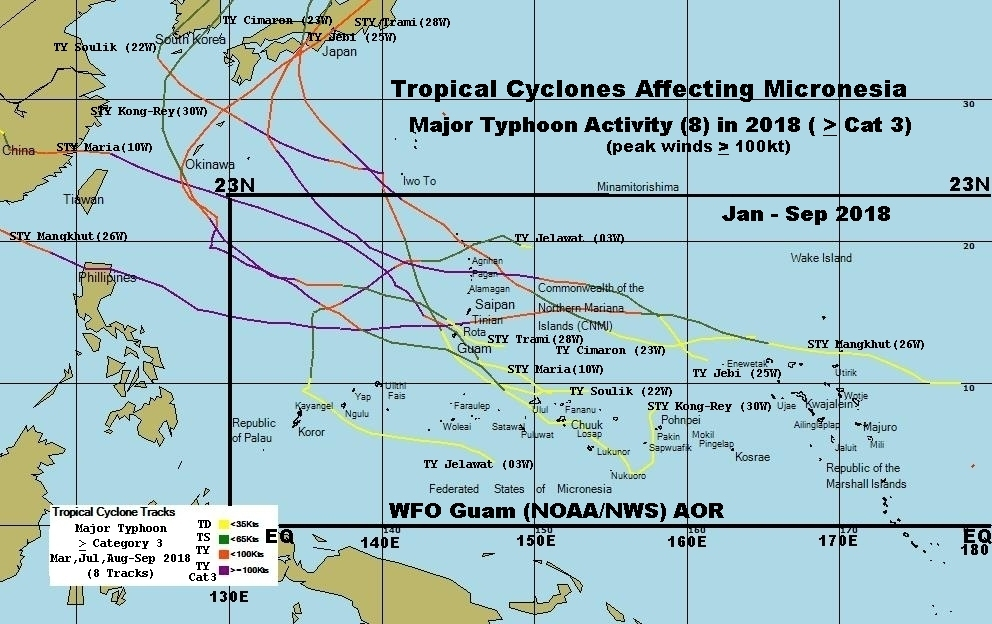 TY Cimaron (23W)
STY Trami(28W)
South Korea
TY Jebi (25W)
TY Soulik (22W)
Japan
Tropical Cyclones Affecting Micronesia
30
STY Kong-Rey(30W)
Major Typhoon Activity (8) in 2018 ( > Cat 3)
(peak winds > 100kt)
China
STY Maria(10W)
Okinawa
Iwo To
Minamitorishima
23N
23N
Tiawan
Jan - Sep 2018
STY Mangkhut(26W)
TY Jelawat (03W)
20
Agrihan
Wake Island
Phillipines
Pagan
Alamagan
Commonwealth of the
Saipan
Northern Mariana
Tinian
Islands (CNMI)
Rota
STY Trami(28W)
Guam
TY Cimaron (23W)
STY Mangkhut(26W)
Enewetak
STY Maria(10W)
TY Jebi (25W)
Utirik
Ulithi
10
Yap
Fais
TY Soulik (22W)
Wotje
Kayangel
Ngulu
Faraulep
Ulul
Fananu
STY Kong-Rey (30W)
Ujae
Kwajalein
Republic
of Palau
Koror
Woleai
Satawal
Puluwat
Chuuk
Losap
Pohnpei
Pakin
Mokil
Sapwuafik
Pingelap
Ailinglaplap
Majuro
Mili
Jaluit
Lukunor
Kosrae
TY Jelawat (03W)
Nukuoro
Republic of the
Marshall Islands
Federated States of Micronesia
WFO Guam (NOAA/NWS) AOR
Tropical Cyclone Tracks
Major Typhoon
> Category 3
Mar,Jul,Aug-Sep 2018
(8 Tracks)
TD <35Kts
TS <65Kts
TY <100Kts
TY
Cat3 >=100Kts
EQ
140
150
160
170
EQ
140E
150E
160E
170E
180
130E